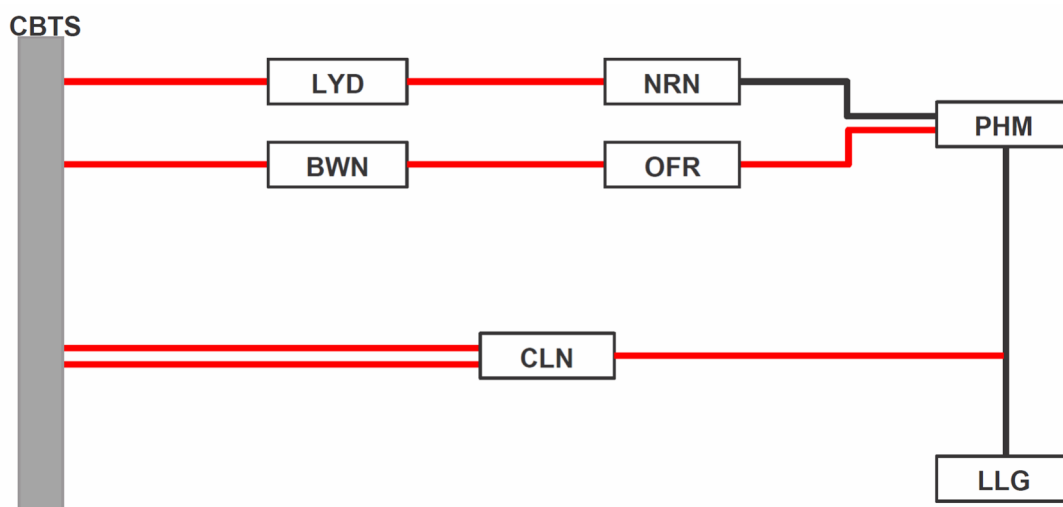 CBTS
LYD
NRN
PHM
BWN
OFR
CLN
LLG